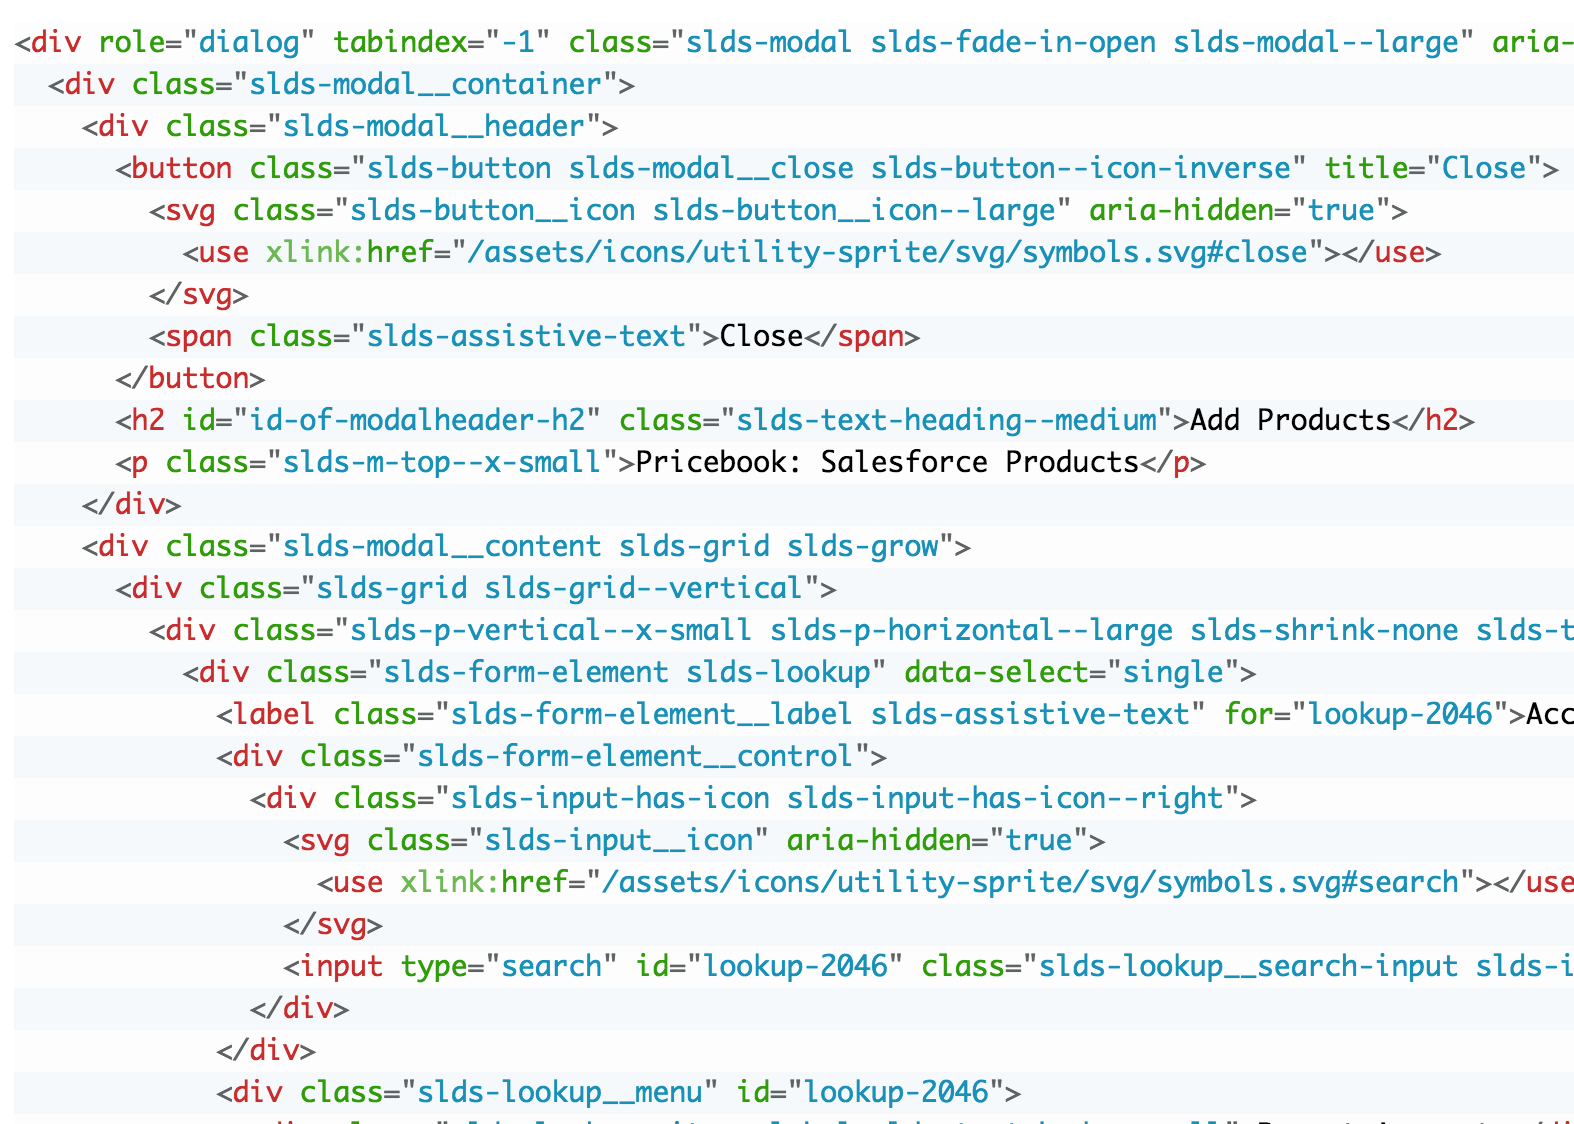 <div role="dialog" tabindex="-1" class="slds-modal slds-fade-in-open slds-modal--large" aria-
<div class="slds-modal__container">
<div class="slds-modal__header">
<button class="slds-button slds-modal__close slds-button--icon-inverse" title="Close">
<svg class="slds-button__icon slds-button__icon--large" aria-hidden="true">
<use xlink:href="/assets/icons/utility-sprite/svg/symbols.svg#close"></use>
</svg>
<span class="slds-assistive-text">Close</span>
</button>
<h2 id="id-of-modalheader-h2" class="slds-text-heading--medium">Add Products</h2>
<p class="slds-m-top--x-small">Pricebook: Salesforce Products</p>
</div>
<div class="slds-modal__content slds-grid slds-grow">
<div class="slds-grid slds-grid--vertical">
<div class="slds-p-vertical--x-small slds-p-horizontal--large slds-shrink-none slds-t
<div class="slds-form-element slds-lookup" data-select="single">
<label class="slds-form-element__label slds-assistive-text" for="lookup-2046">Acc
<div class="slds-form-element__control">
<div class="slds-input-has-icon slds-input-has-icon--right">
<svg class="slds-input__icon" aria-hidden="true">
<use xlink:href="/assets/icons/utility-sprite/svg/symbols.svg#search"></use
</svg>
<input type="search" id="lookup-2046" class="slds-lookup__search-input slds-i
</div>
</div>
<div class="slds-lookup__menu" id="lookup-2046">